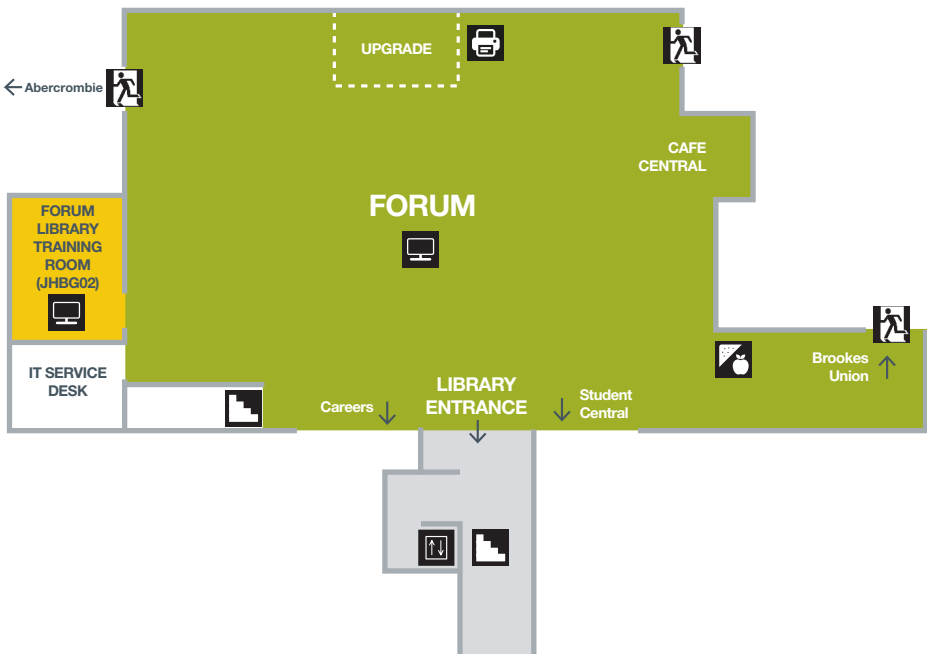 UPGRADE
← Abercrombie
CAFE
CENTRAL
FORUM
FORUM
LIBRARY
TRAINING
ROOM
(JHBG02)
IT SERVICE
DESK
Careers
LIBRARY
ENTRANCE
Student
Central
Brookes
Union